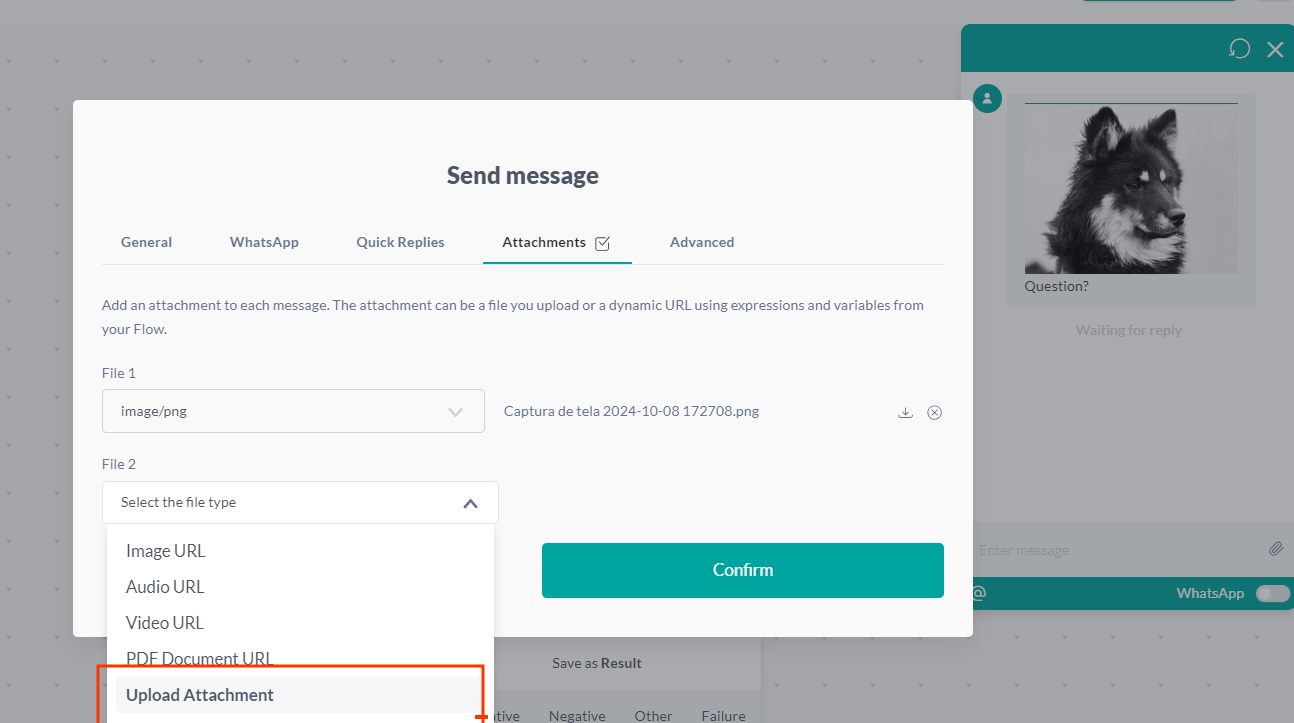 Send message
General
WhatsApp
Quick Replies
Attachments
Advanced
Add an attachment to each message. The attachment can be a file you upload or a dynamic URL using expressions and variables from
your Flow.
File 1
image/png
Captura de tela 2024-10-08 172708.png
File 2
Select the file type
Image URL
Audio URL
Video URL
PDF Document URL
Upload Attachment
Confirm
Question?
Waiting for reply
Enter message
@
WhatsApp
Save as Result
Negative
Other
Failure